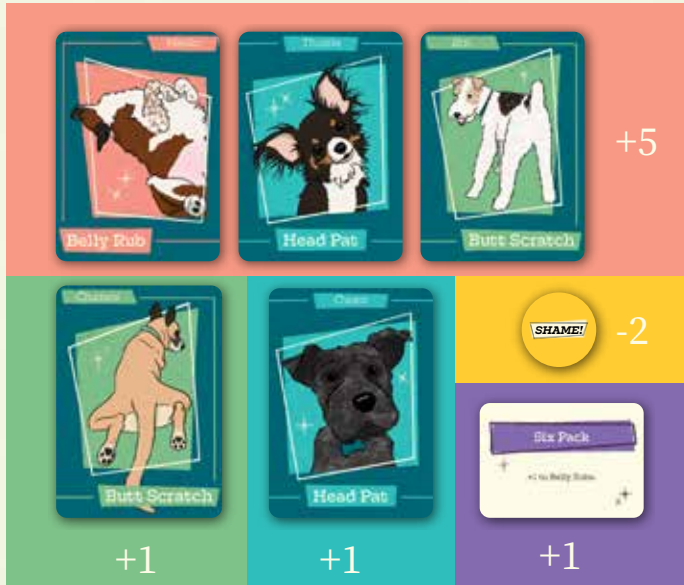 Belly Rub
Head Pat
Butt Scratch
+5
Butt Scratch
+1
Head Pat
+1
SHAME!
-2
Six Pack
+1 to Belly Rubs.
+1